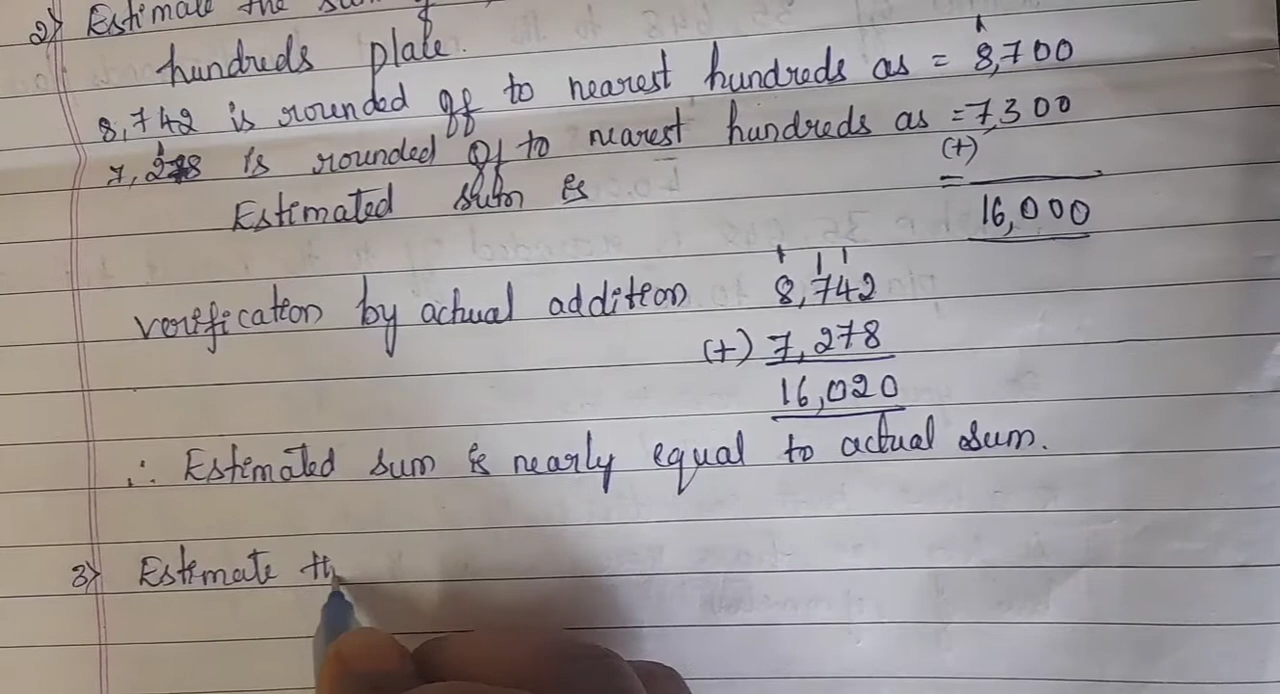 2) Estimate the sum
hundreds place.
8,742 is rounded off to nearest hundreds as = 8,700
7,278 is rounded off to nearest hundreds as = 7,300
(+)
Estimated sum is = 16,000
verification by actual addition 8,742
(+) 7,278
16,020
∴ Estimated sum is nearly equal to actual sum.
3) Estimate th